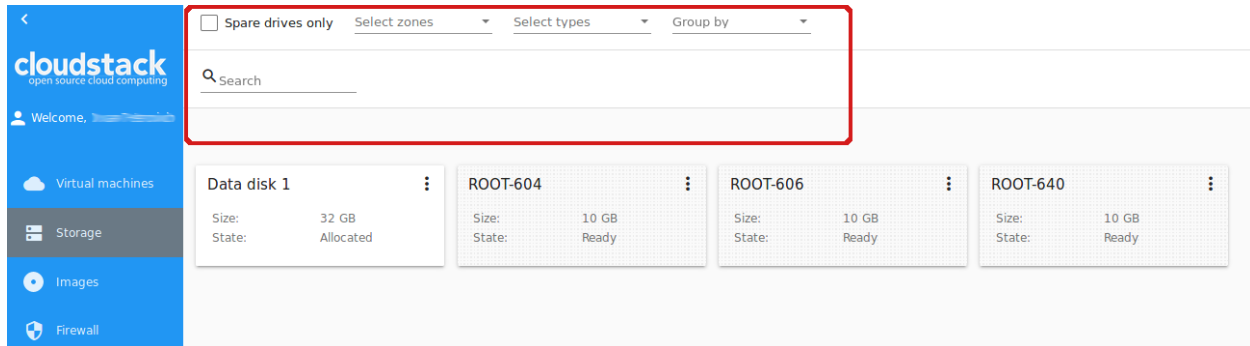 Spare drives only Select zones Select types Group by
cloudstack
open source cloud computing
Search
Welcome,
Virtual machines
Storage
Images
Firewall
Data disk 1
Size: 32 GB
State: Allocated
ROOT-604
Size: 10 GB
State: Ready
ROOT-606
Size: 10 GB
State: Ready
ROOT-640
Size: 10 GB
State: Ready